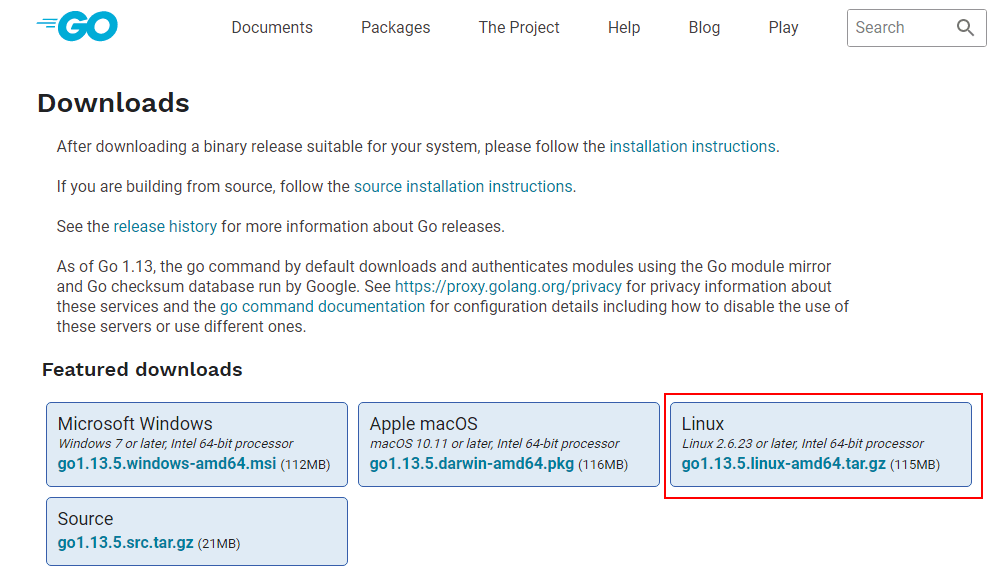 GO
Documents Packages The Project Help Blog Play Search
Downloads
After downloading a binary release suitable for your system, please follow the installation instructions.
If you are building from source, follow the source installation instructions.
See the release history for more information about Go releases.
As of Go 1.13, the go command by default downloads and authenticates modules using the Go module mirror
and Go checksum database run by Google. See https://proxy.golang.org/privacy for privacy information about
these services and the go command documentation for configuration details including how to disable the use of
these servers or use different ones.
Featured downloads
Microsoft Windows
Windows 7 or later, Intel 64-bit processor
go1.13.5.windows-amd64.msi (112MB)
Apple macOS
macOS 10.11 or later, Intel 64-bit processor
go1.13.5.darwin-amd64.pkg (116MB)
Linux
Linux 2.6.23 or later, Intel 64-bit processor
go1.13.5.linux-amd64.tar.gz (115MB)
Source
go1.13.5.src.tar.gz (21MB)